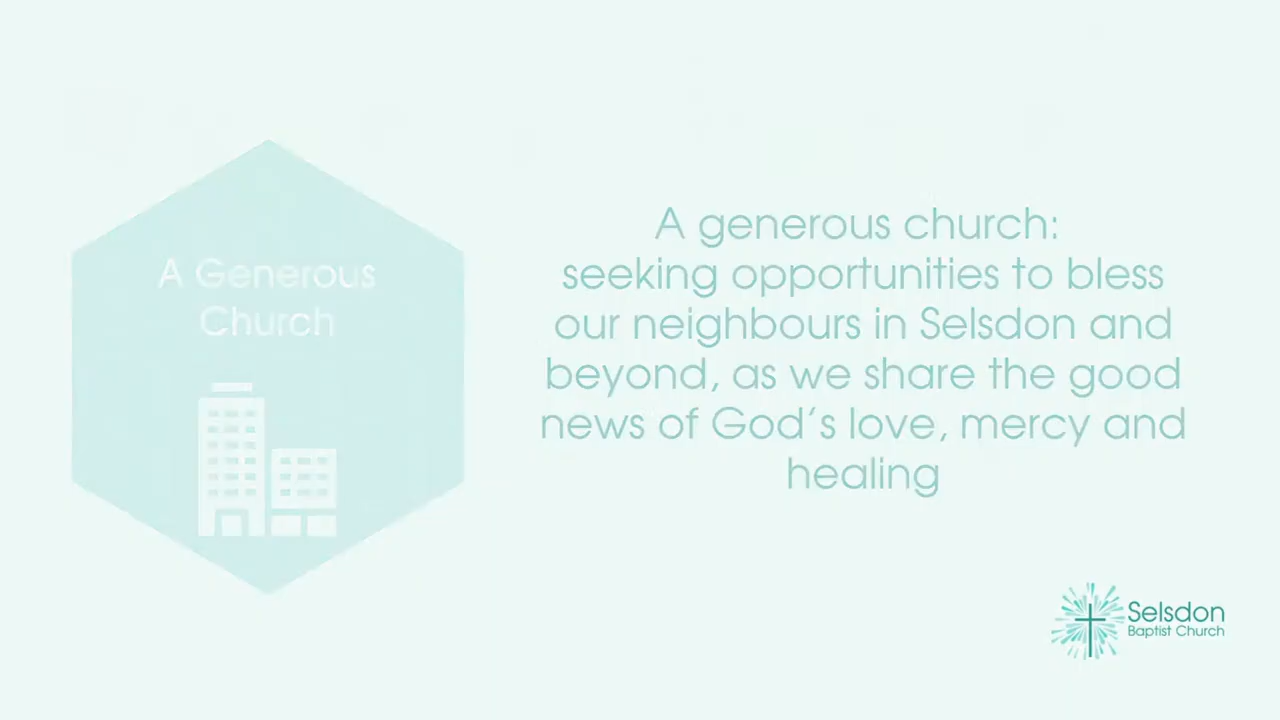 A Generous
Church
A generous church:
seeking opportunities to bless
our neighbours in Selsdon and
beyond, as we share the good
news of God's love, mercy and
healing
Selsdon
Baptist Church